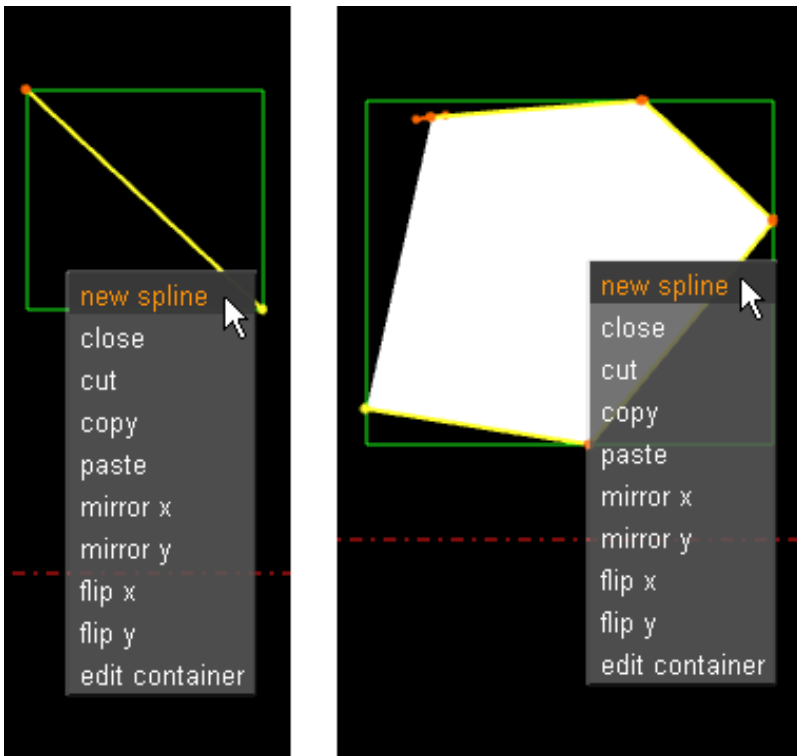 new spline
close
cut
copy
paste
mirror x
mirror y
flip x
flip y
edit container
new spline
close
cut
copy
paste
mirror x
mirror y
flip x
flip y
edit container